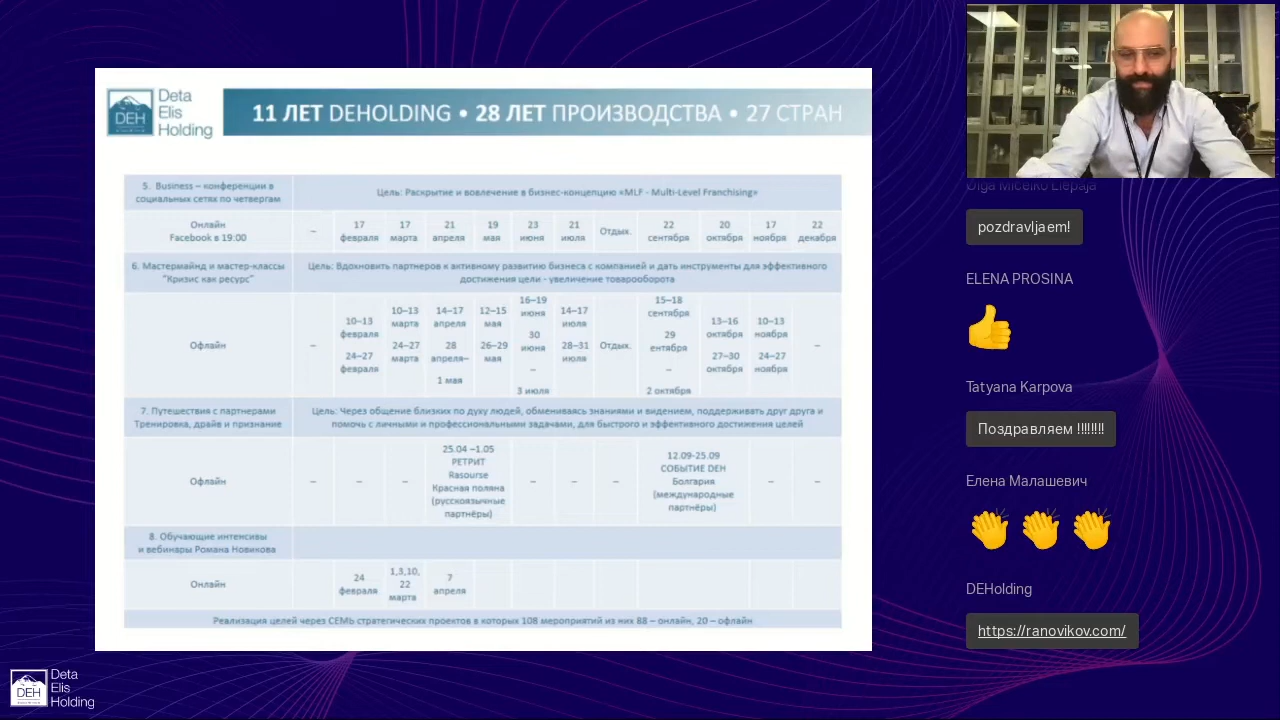 Deta
Elis
Holding
DEH
11 ЛЕТ DEHOLDING • 28 ЛЕТ ПРОИЗВОДСТВА • 27 СТРАН
5. Business – конференции в
социальных сетях по четвергам
Цель: Раскрытие и вовлечение в бизнес-концепцию «MLF - Multi-Level Franchising»
Онлайн
Facebook в 19:00
–
17
февраля
17
марта
21
апреля
19
мая
23
июня
21
июля
Отдых.
22
сентября
20
октября
17
ноября
22
декабря
6. Мастермайнд и мастер-классы
"Кризис как ресурс"
Цель: Вдохновить партнеров к активному развитию бизнеса с компанией и дать инструменты для эффективного
достижения цели - увеличение товарооборота
Офлайн
–
10–13
февраля
24–27
февраля
10–13
марта
24–27
марта
14–17
апреля
28
апреля–
1 мая
12–15
мая
26–29
мая
16–19
июня
30
июня
–
3 июля
14–17
июля
28–31
июля
Отдых.
15–18
сентября
29
ентября
–
2 октября
13–16
октября
27–30
октября
10–13
ноября
24–27
ноября
–
7. Путешествия с партнерами
Тренировка, драйв и признание
Цель: Через общение близких по духу людей, обмениваясь знаниями и видением, поддерживать друг друга и
помочь с личными и профессиональными задачами, для быстрого и эффективного достижения целей
Офлайн
–
–
–
25.04 –1.05
РЕТРИТ
Rasourse
Красная поляна
(русскоязычные
партнёры)
–
–
–
12.09-25.09
СОБЫТИЕ DEH
Болгария
(международные
партнёры)
–
–
8. Обучающие интенсивы
и вебинары Романа Новикова
Онлайн
24
февраля
1,3,10,
22
марта
7
апреля
Реализация целей через СЕМЬ стратегических проектов в которых 108 мероприятий из них 88 – онлайн, 20 – офлайн
Olga Micelko Liepaja
pozdravljaem!
ELENA PROSINA
Tatyana Karpova
Поздравляем !!!!!!!!
Елена Малашевич
DEHolding
https://ranovikov.com/
DEH
Deta
Elis
Holding